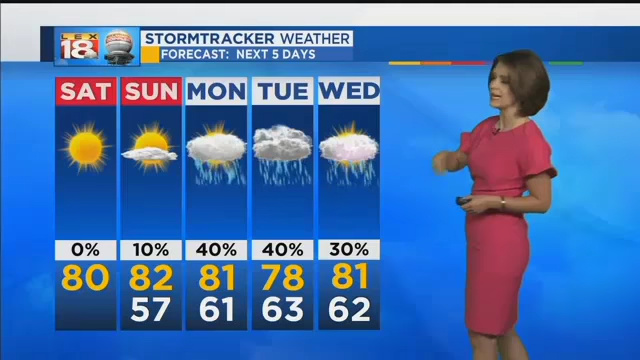 LEX
18
STORMTRACKER WEATHER
FORECAST: NEXT 5 DAYS
SAT SUN MON TUE WED
0% 10% 40% 40% 30%
80 82 81 78 81
57 61 63 62